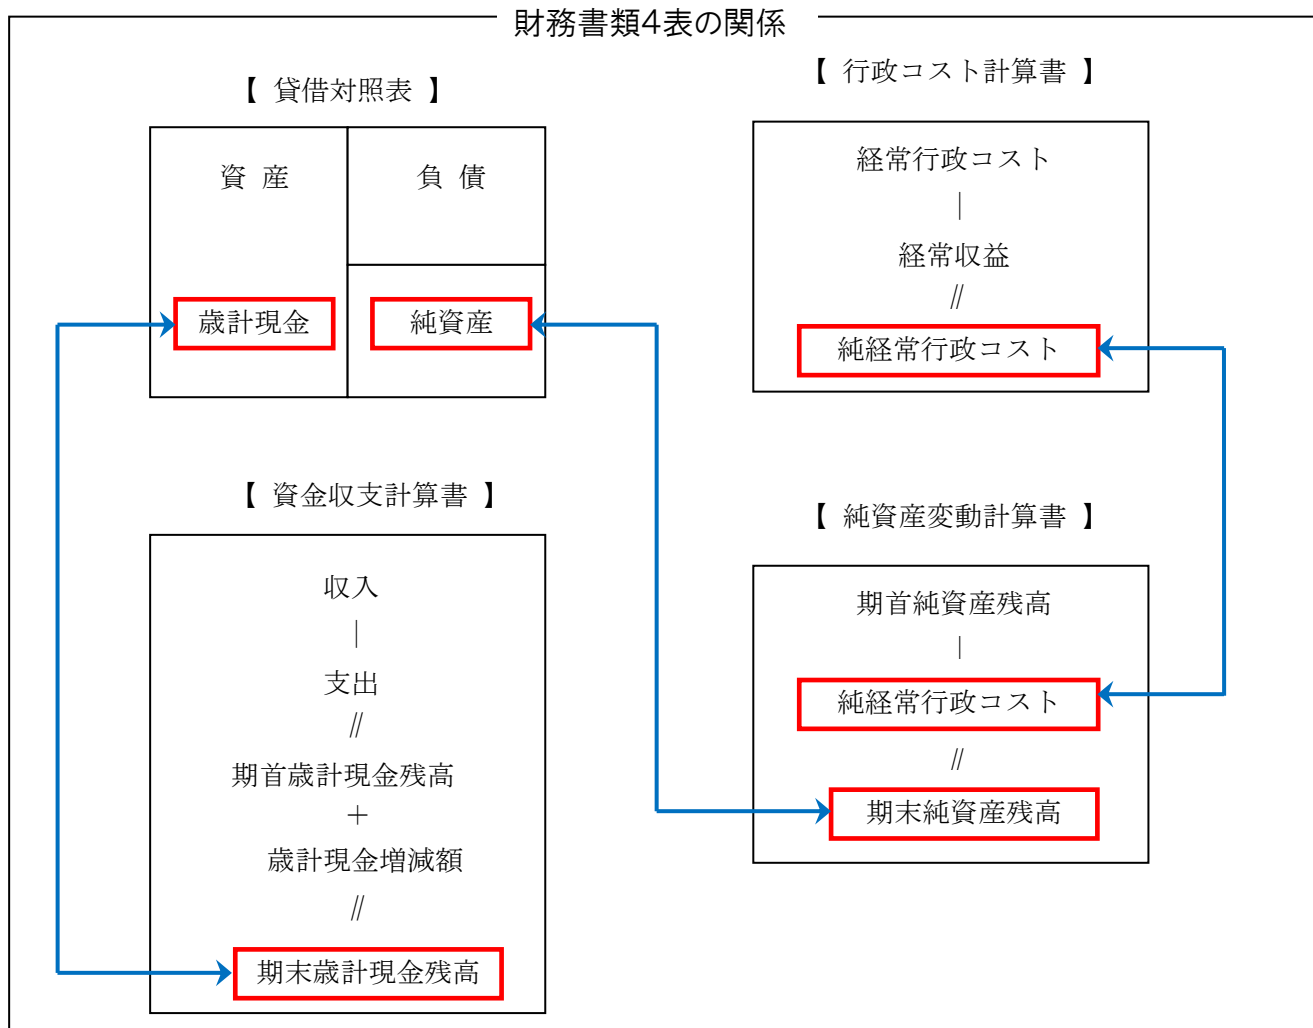 財務書類4表の関係
【 貸借対照表 】
資 産
負 債
歳計現金
純資産
【 行政コスト計算書 】
経常行政コスト
|
経常収益
//
純経常行政コスト
【 資金収支計算書 】
収入
|
支出
//
期首歳計現金残高
＋
歳計現金増減額
//
期末歳計現金残高
【 純資産変動計算書 】
期首純資産残高
|
純経常行政コスト
//
期末純資産残高